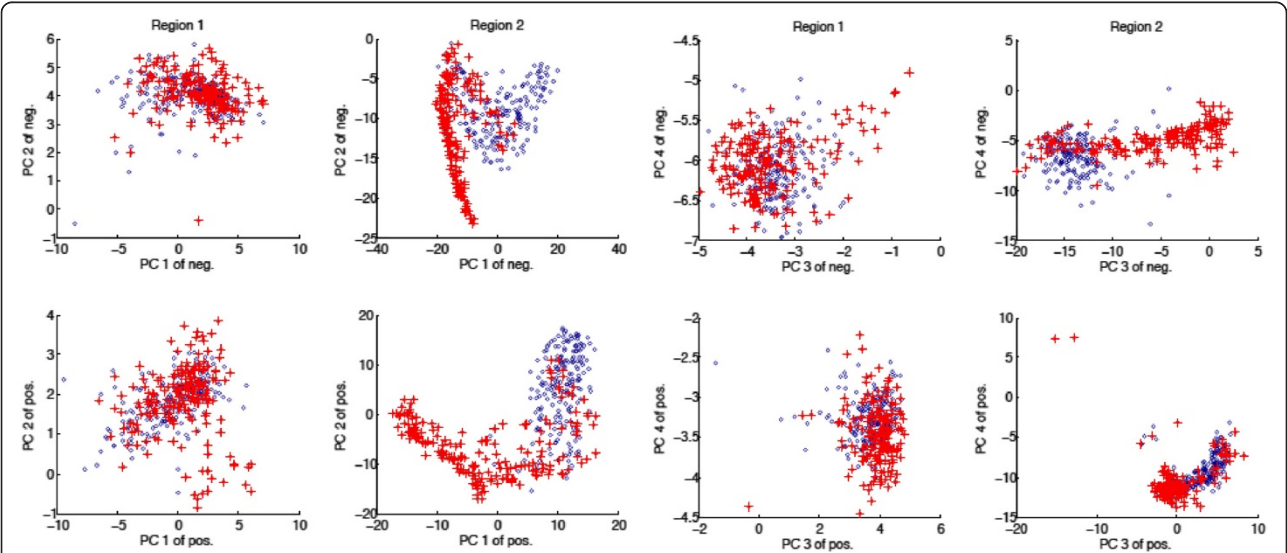 Region 1
6
5
4
3
2
1
0
−1
−10 −5 0 5 10
PC 2 of neg.
PC 1 of neg.
Region 2
0
−5
−10
−15
−20
−25
−40 −20 0 20 40
PC 2 of neg.
PC 1 of neg.
Region 1
−4.5
−5
−5.5
−6
−6.5
−7
−5 −4 −3 −2 −1 0
PC 4 of neg.
PC 3 of neg.
Region 2
5
0
−5
−10
−15
−20 −15 −10 −5 0 5
PC 4 of neg.
PC 3 of neg.
4
3
2
1
0
−1
−10 −5 0 5 10
PC 2 of pos.
PC 1 of pos.
20
10
0
−10
−20
−20 −10 0 10 20
PC 2 of pos.
PC 1 of pos.
−2
−2.5
−3
−3.5
−4
−4.5
−2 0 2 4 6
PC 4 of pos.
PC 3 of pos.
10
5
0
−5
−10
−15
−20 −10 0 10
PC 4 of pos.
PC 3 of pos.